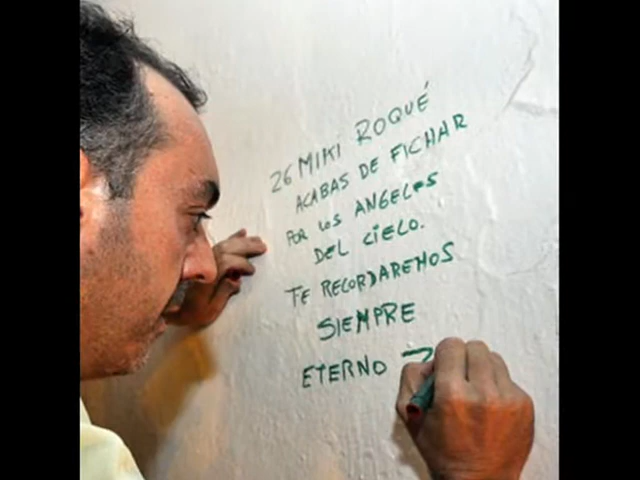 26 MIKI ROQUÉ
ACABAS DE FICHAR
POR LOS ANGELES
DEL CIELO.
TE RECORDAREMOS
SIEMPRE
ETERNO